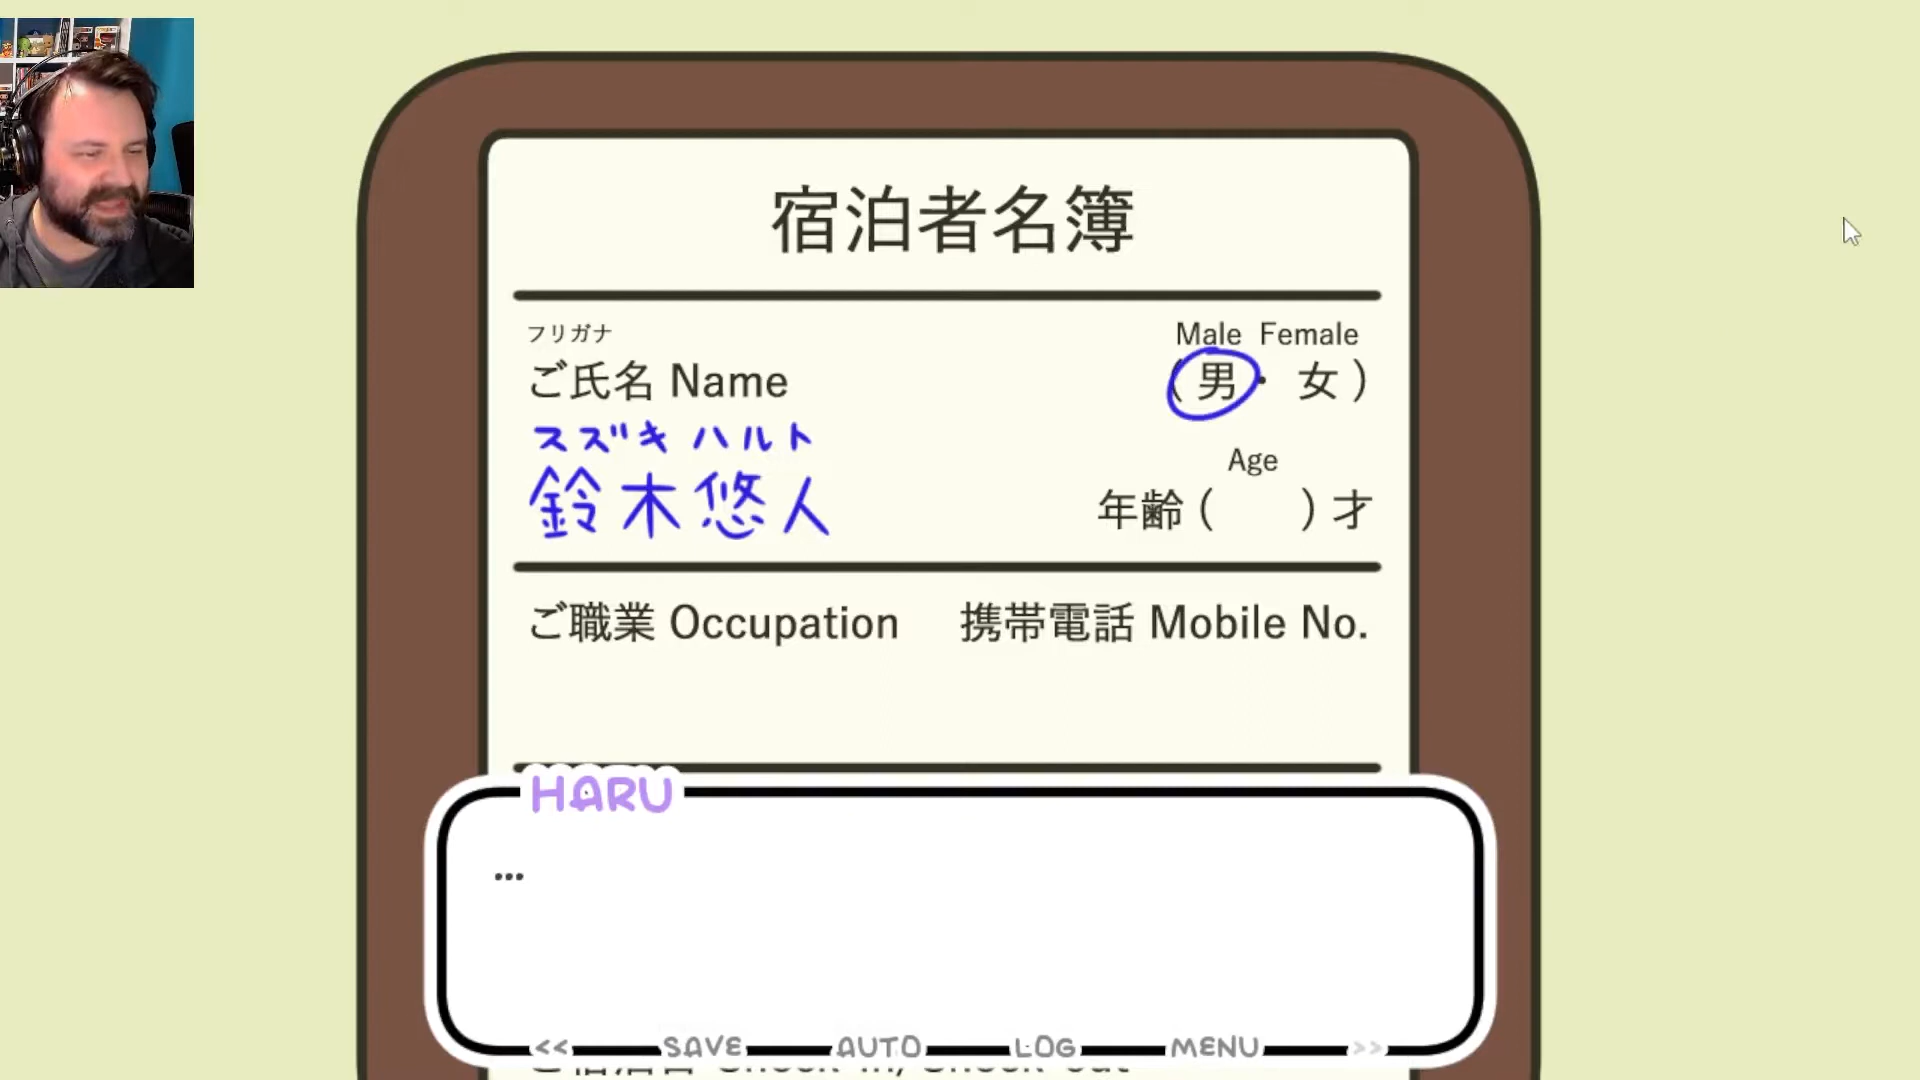 宿泊者名簿
フリガナ
Male Female
ご氏名 Name
(男・女)
スズキ ハルト
鈴木悠人
Age
年齢( )才
ご職業 Occupation
携帯電話 Mobile No.
HARU
...
<< SAVE AUTO LOG MENU >>